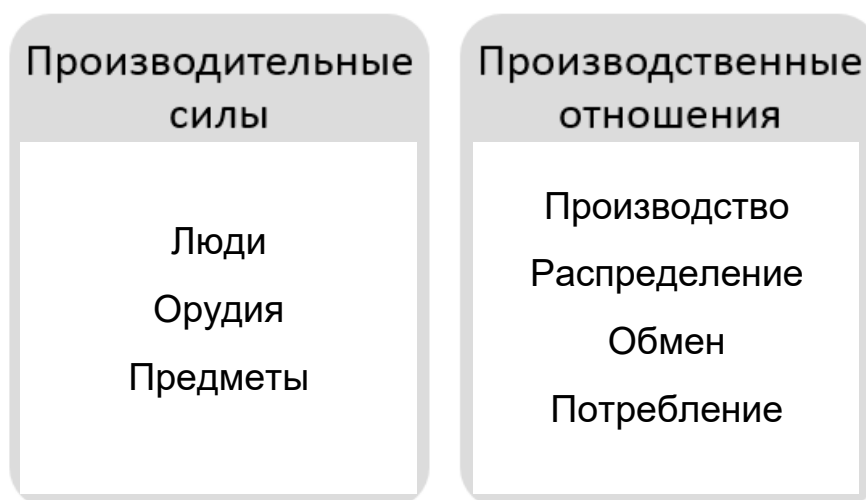 Производительные
силы
Люди
Орудия
Предметы
Производственные
отношения
Производство
Распределение
Обмен
Потребление